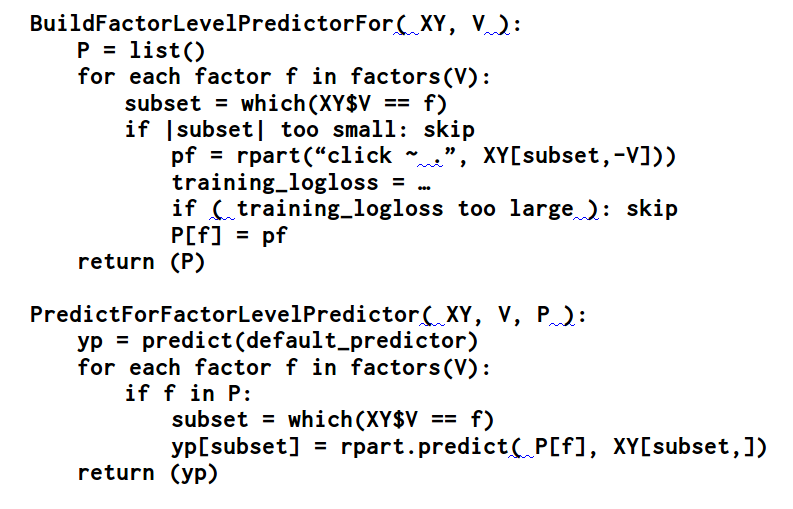 BuildFactorLevelPredictorFor( XY, V ):
P = list()
for each factor f in factors(V):
subset = which(XY$V == f)
if |subset| too small: skip
pf = rpart(“click ~ .”, XY[subset,-V]))
training_logloss = …
if ( training_logloss too large ): skip
P[f] = pf
return (P)
PredictForFactorLevelPredictor( XY, V, P ):
yp = predict(default_predictor)
for each factor f in factors(V):
if f in P:
subset = which(XY$V == f)
yp[subset] = rpart.predict( P[f], XY[subset,])
return (yp)